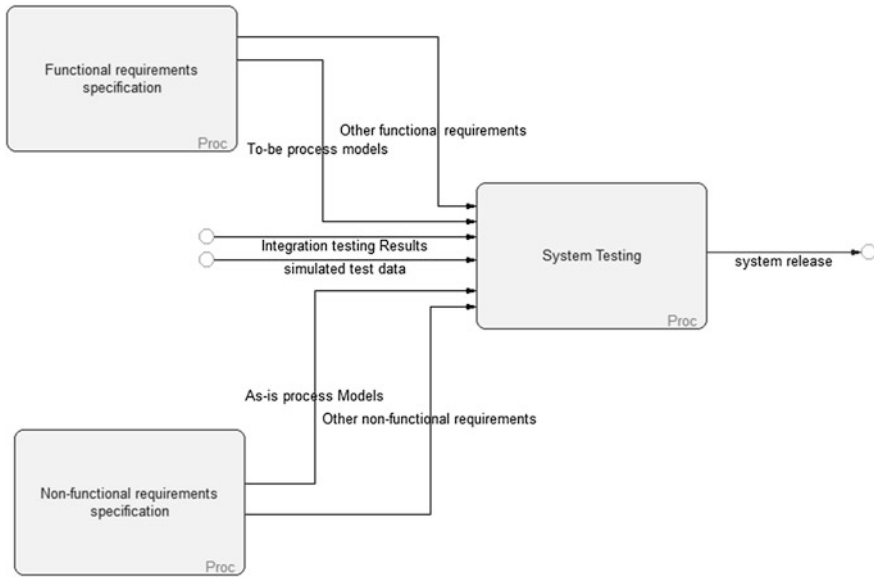 Functional requirements
specification
Proc
Other functional requirements
To-be process models
Integration testing Results
simulated test data
System Testing
Proc
system release
As-is process Models
Other non-functional requirements
Non-functional requirements
specification
Proc